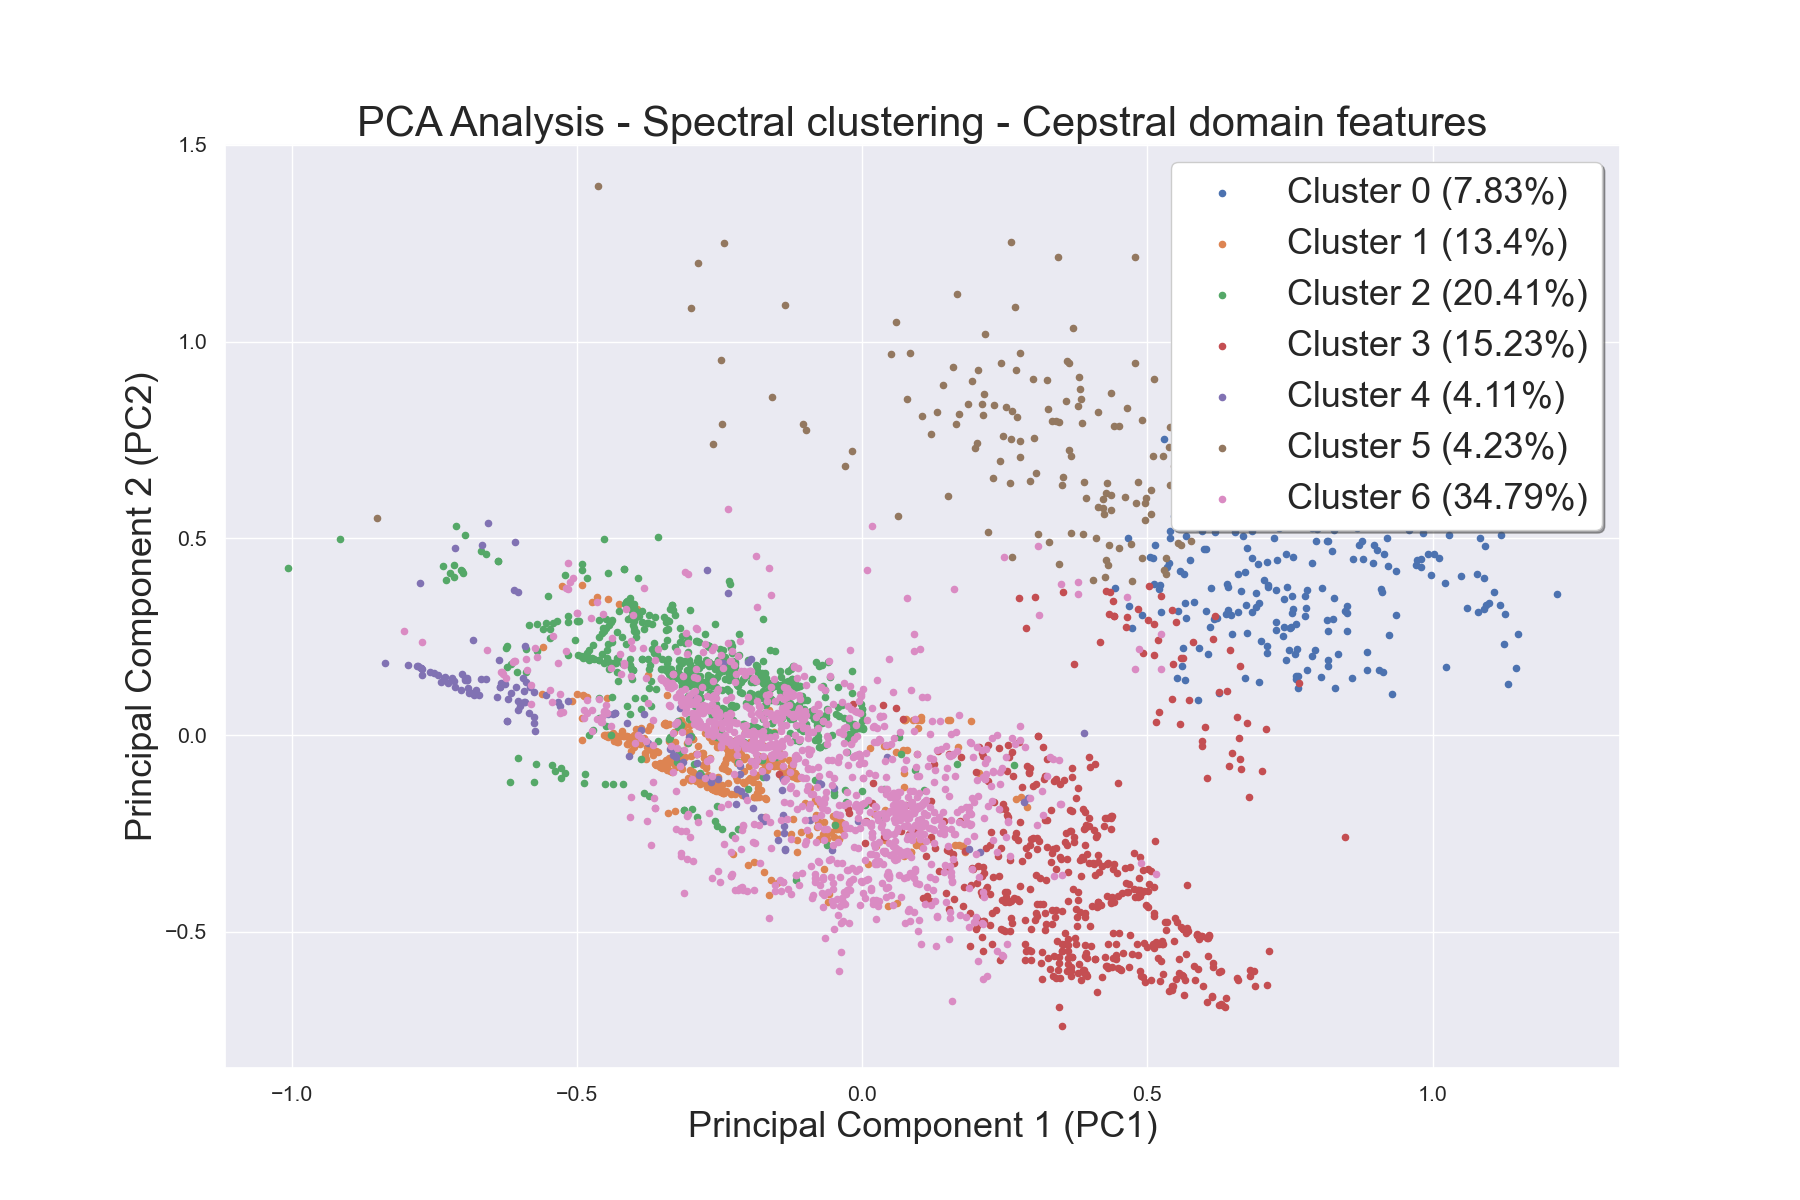 PCA Analysis - Spectral clustering - Cepstral domain features
Cluster 0 (7.83%)
Cluster 1 (13.4%)
Cluster 2 (20.41%)
Cluster 3 (15.23%)
Cluster 4 (4.11%)
Cluster 5 (4.23%)
Cluster 6 (34.79%)
Principal Component 2 (PC2)
1.5
1.0
0.5
0.0
−0.5
−1.0
−0.5
0.0
0.5
1.0
Principal Component 1 (PC1)